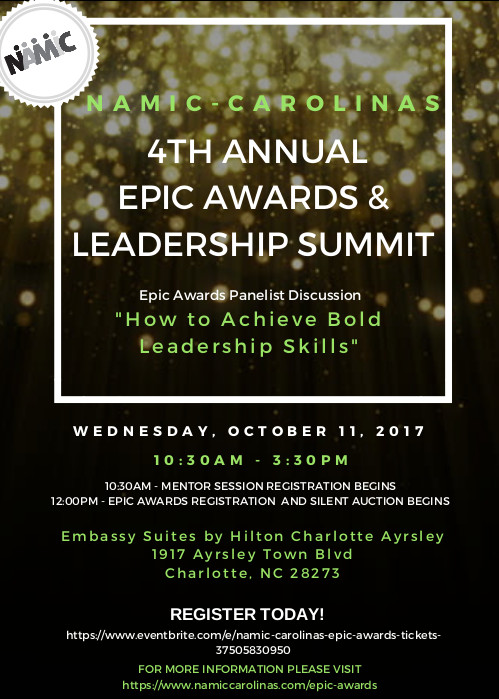 NAMIC
NAMIC-CAROLINAS
4TH ANNUAL
EPIC AWARDS &
LEADERSHIP SUMMIT
Epic Awards Panelist Discussion
"How to Achieve Bold
Leadership Skills"
WEDNESDAY, OCTOBER 11, 2017
10:30AM - 3:30PM
10:30AM - MENTOR SESSION REGISTRATION BEGINS
12:00PM - EPIC AWARDS REGISTRATION AND SILENT AUCTION BEGINS
Embassy Suites by Hilton Charlotte Ayrsley
1917 Ayrsley Town Blvd
Charlotte, NC 28273
REGISTER TODAY!
https://www.eventbrite.com/e/namic-carolinas-epic-awards-tickets-
37505830950
FOR MORE INFORMATION PLEASE VISIT
https://www.namiccarolinas.com/epic-awards